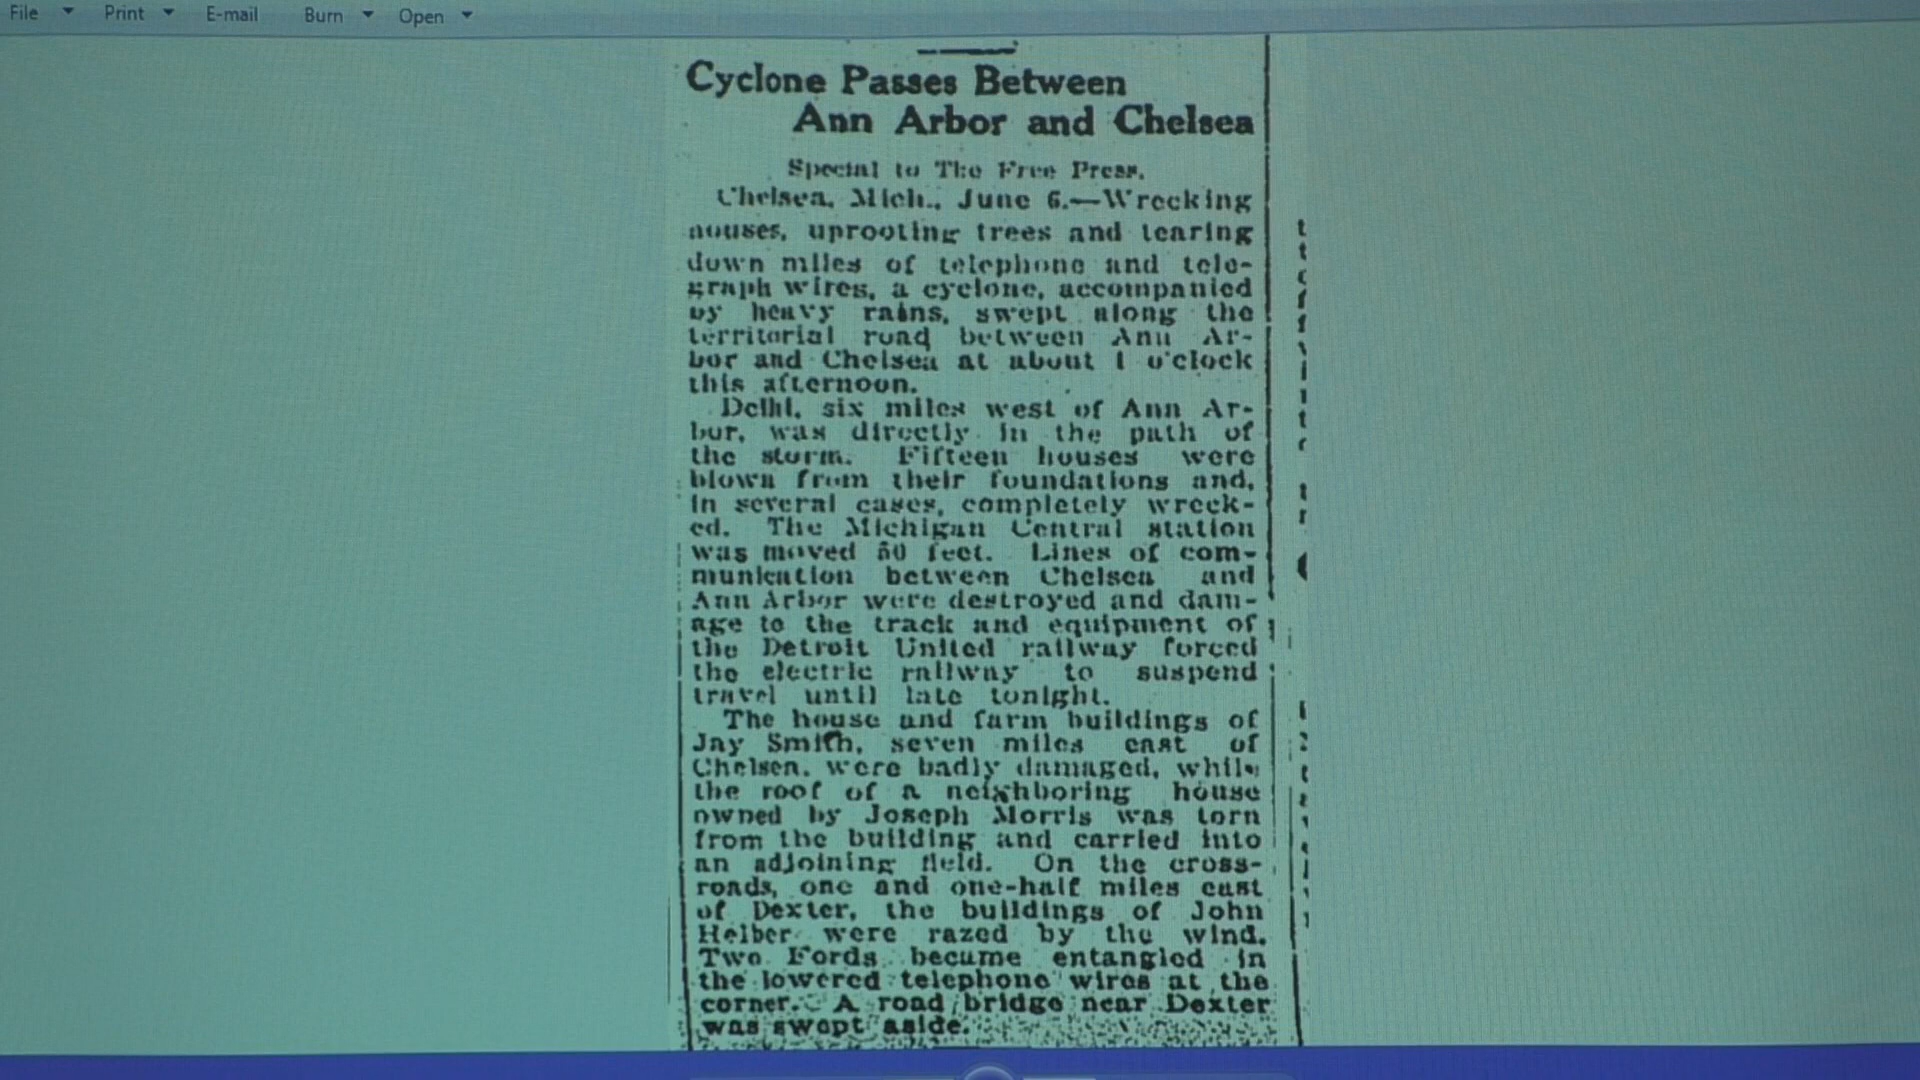 File Print E-mail Burn Open
Cyclone Passes Between
Ann Arbor and Chelsea
Special to The Free Press.
Chelsea, Mich., June 6.—Wrecking
houses, uprooting trees and tearing
down miles of telephone and tele-
graph wires, a cyclone, accompanied
by heavy rains, swept along the
territorial road between Ann Ar-
bor and Chelsea at about 1 o'clock
this afternoon.
Delhi, six miles west of Ann Ar-
bor, was directly in the path of
the storm. Fifteen houses were
blown from their foundations and,
in several cases, completely wreck-
ed. The Michigan Central station
was moved 50 feet. Lines of com-
munication between Chelsea and
Ann Arbor were destroyed and dam-
age to the track and equipment of
the Detroit United railway forced
the electric railway to suspend
travel until late tonight.
The house and farm buildings of
Jay Smith, seven miles east of
Chelsea, were badly damaged, while
the roof of a neighboring house
owned by Joseph Morris was torn
from the building and carried into
an adjoining field. On the cross-
roads, one and one-half miles east
of Dexter, the buildings of John
Helber were razed by the wind.
Two Fords became entangled in
the lowered telephone wires at the
corner. A road bridge near Dexter
was swept aside.